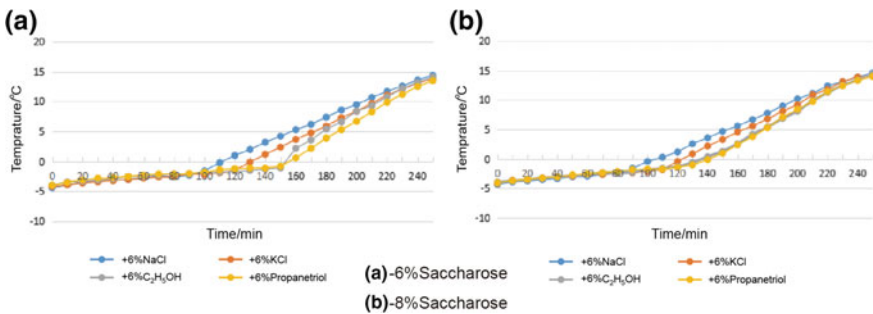 (a)
20
15
10
5
0
-5
-10
Temprature/⁰C
0 20 40 60 80 100 120 140 160 180 200 220 240
Time/min
+6%NaCl +6%KCl
+6%C₂H₅OH +6%Propanetriol
(b)
20
15
10
5
0
-5
-10
Temprature/⁰C
0 20 40 60 80 100 120 140 160 180 200 220 240
Time/min
+6%NaCl +6%KCl
+6%C₂H₅OH +6%Propanetriol
(a)-6%Saccharose
(b)-8%Saccharose